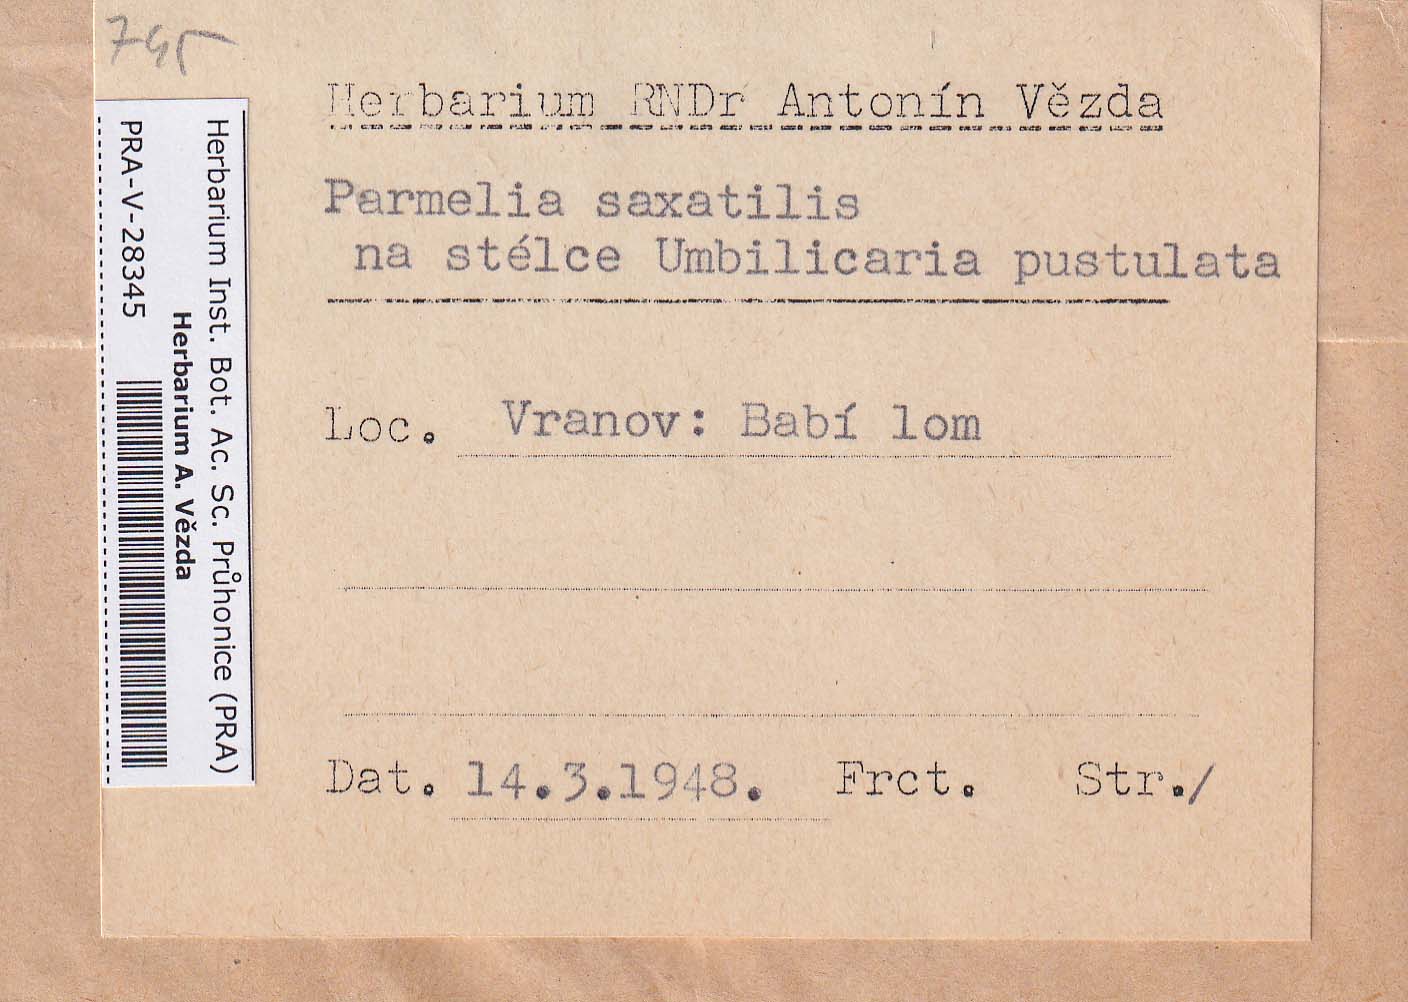 745
Herbarium RNDr Antonín Vězda
Parmelia saxatilis
na stélce Umbilicaria pustulata
Loc. Vranov: Babí lom
Dat. 14.3.1948. Frct. Str./
Herbarium Inst. Bot. Ac. Sc. Průhonice (PRA)
Herbarium A. Vězda
PRA-V-28345